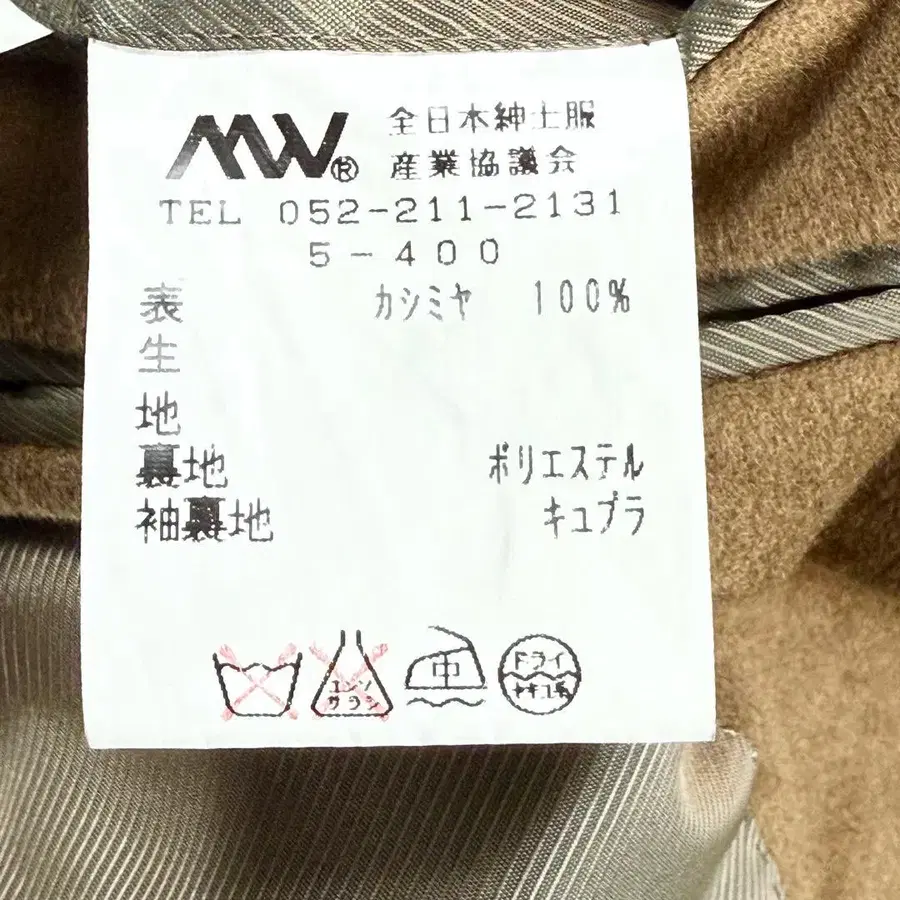 MW® 全日本紳士服
産業協議会
TEL 052-211-2131
5-400
表 カシミヤ 100%
生
地
裏地 ポリエステル
袖裏地 キュプラ
エンソ
サラシ
中
ドライ
セキユ系